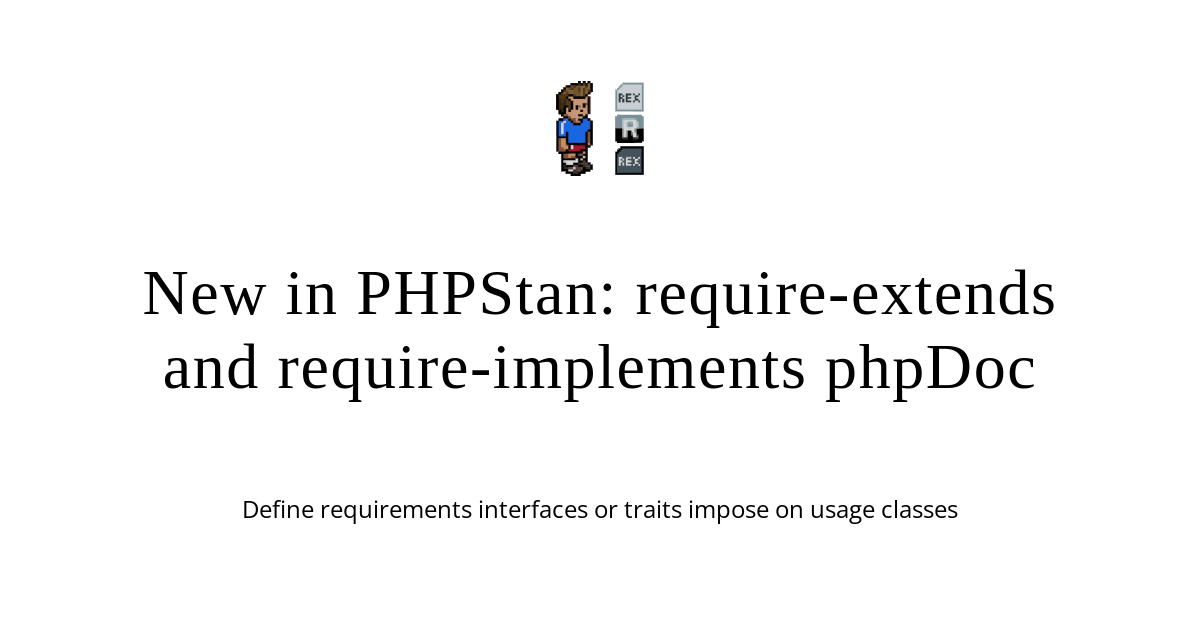 REX
R
REX
New in PHPStan: require-extends
and require-implements phpDoc
Define requirements interfaces or traits impose on usage classes